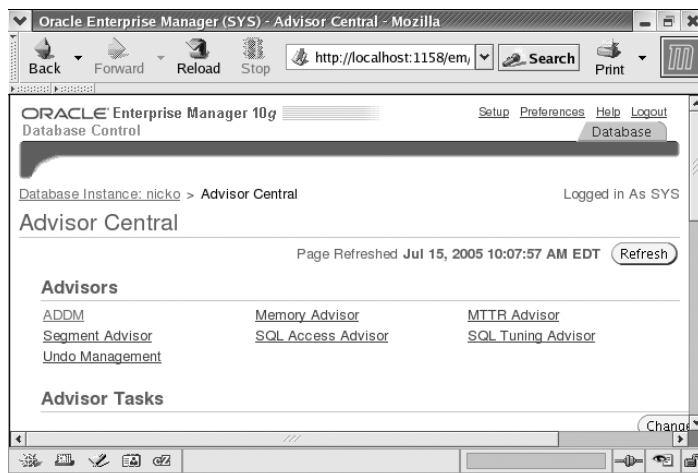 Oracle Enterprise Manager (SYS) - Advisor Central - Mozilla
Back Forward Reload Stop http://localhost:1158/em, Search Print
ORACLE Enterprise Manager 10g Setup Preferences Help Logout
Database Control Database
Database Instance: nicko > Advisor Central Logged in As SYS
Advisor Central
Page Refreshed Jul 15, 2005 10:07:57 AM EDT Refresh
Advisors
ADDM Memory Advisor MTTR Advisor
Segment Advisor SQL Access Advisor SQL Tuning Advisor
Undo Management
Advisor Tasks
Change